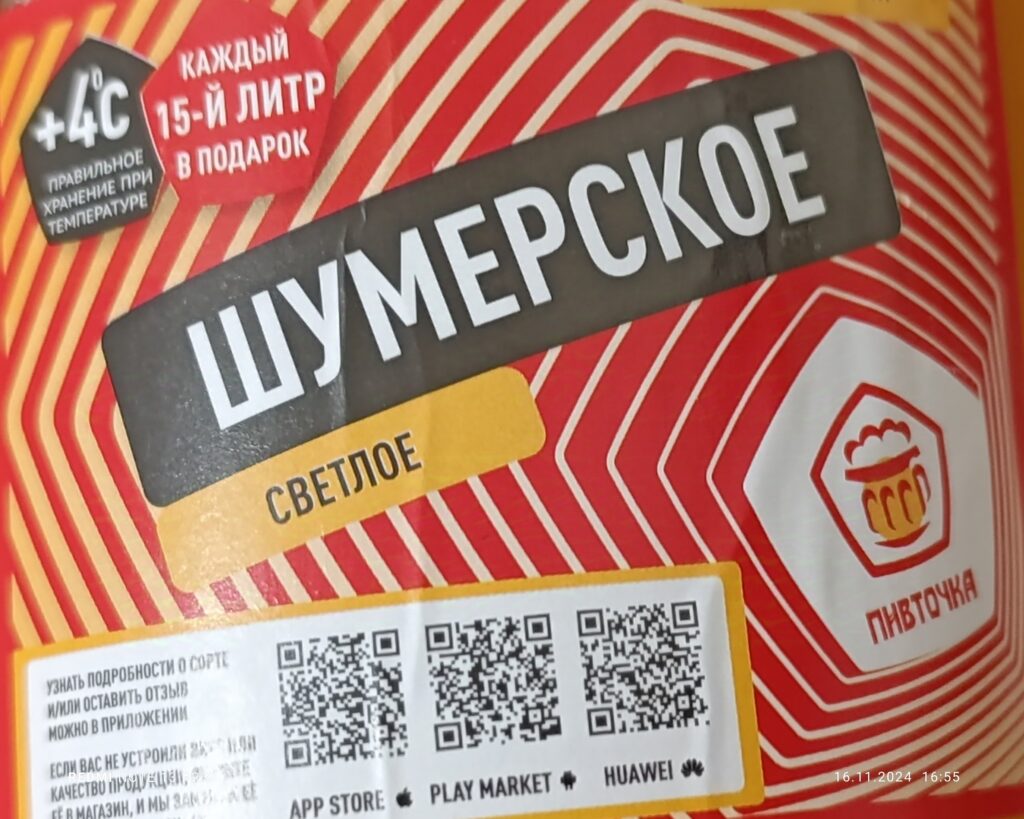 +4°C
ПРАВИЛЬНОЕ
ХРАНЕНИЕ ПРИ
ТЕМПЕРАТУРЕ
КАЖДЫЙ
15-Й ЛИТР
В ПОДАРОК
ШУМЕРСКОЕ
СВЕТЛОЕ
ПИВТОЧКА
УЗНАТЬ ПОДРОБНОСТИ О СОРТЕ
И/ИЛИ ОСТАВИТЬ ОТЗЫВ
МОЖНО В ПРИЛОЖЕНИИ
ЕСЛИ ВАС НЕ УСТРОИЛИ
КАЧЕСТВО ПРОДУКЦИИ,
ЕЁ В МАГАЗИН, И МЫ ЕЁ
APP STORE
PLAY MARKET
HUAWEI
16.11.2024 16:55